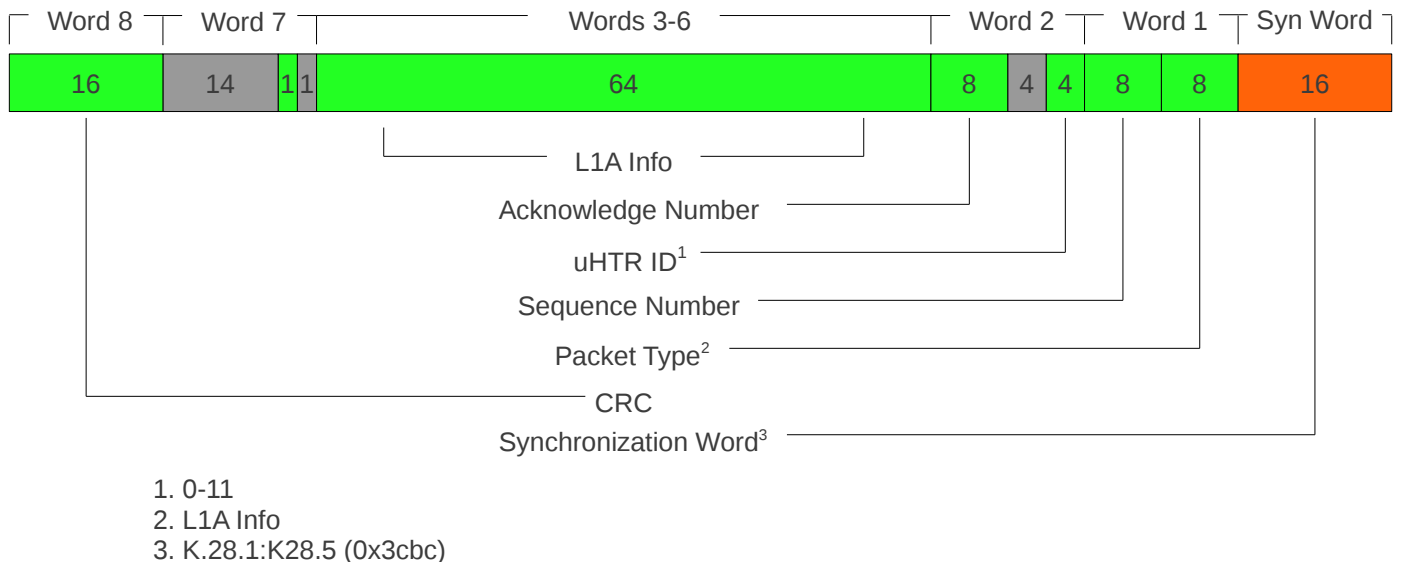 Word 8 Word 7 Words 3-6 Word 2 Word 1 Syn Word
16 14 1 1 64 8 4 4 8 8 16
L1A Info
Acknowledge Number
uHTR ID1
Sequence Number
Packet Type2
CRC
Synchronization Word3
1. 0-11
2. L1A Info
3. K.28.1:K28.5 (0x3cbc)